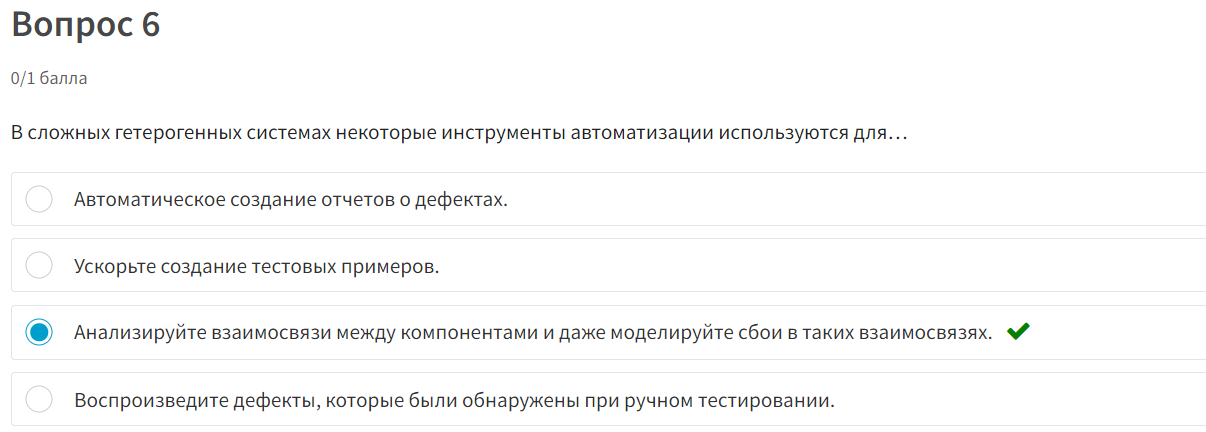 Вопрос 6
0/1 балла
В сложных гетерогенных системах некоторые инструменты автоматизации используются для…
Автоматическое создание отчетов о дефектах.
Ускорьте создание тестовых примеров.
Анализируйте взаимосвязи между компонентами и даже моделируйте сбои в таких взаимосвязях.
Воспроизведите дефекты, которые были обнаружены при ручном тестировании.